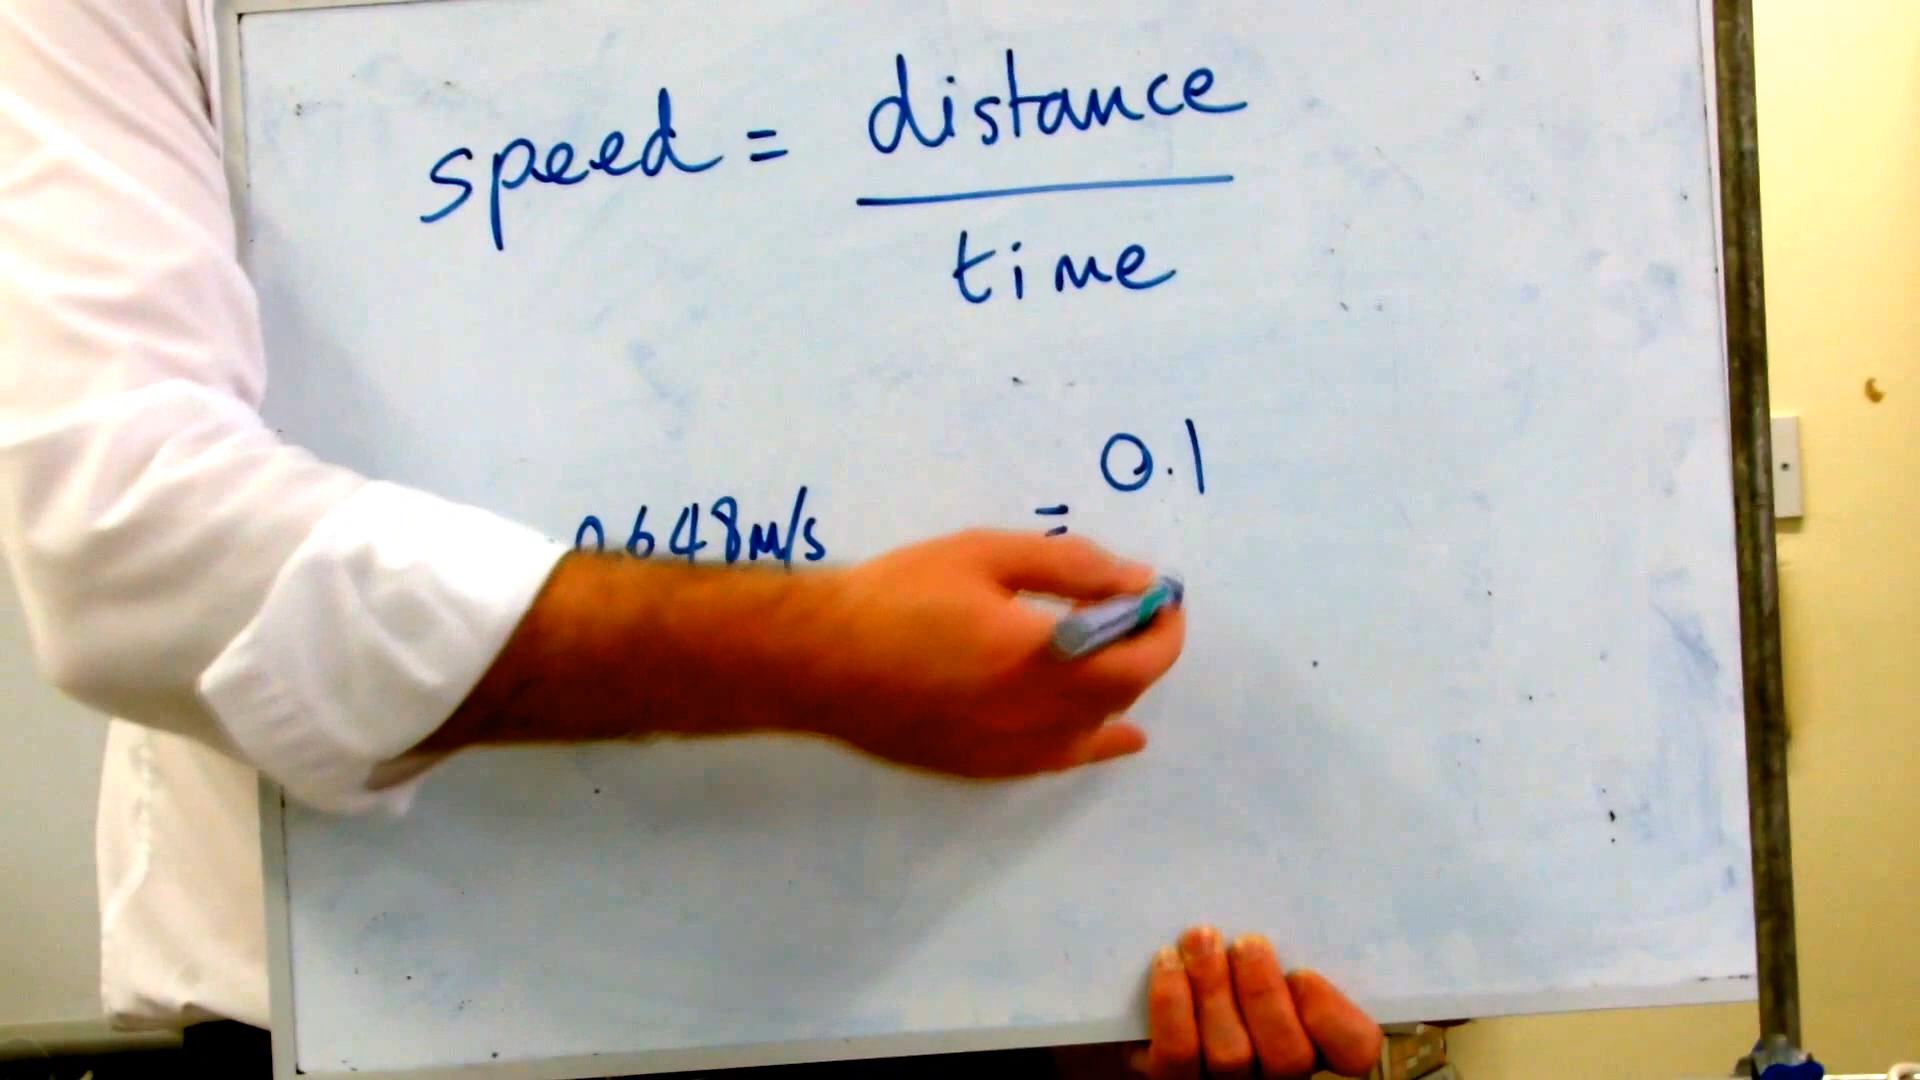 speed = distance
time
0.648m/s = 0.1